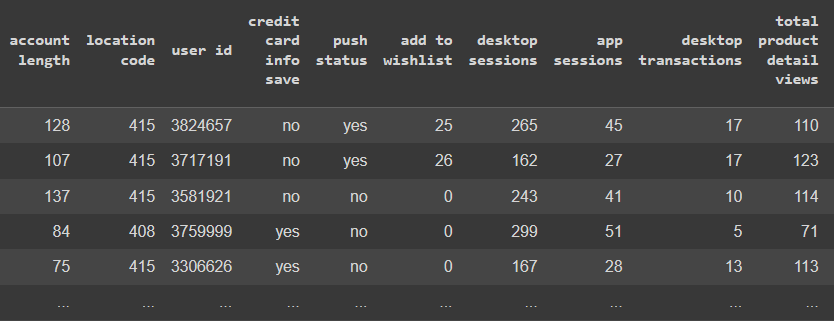 account length location code user id credit card info save push status add to wishlist desktop sessions app sessions desktop transactions total product detail views
128 415 3824657 no yes 25 265 45 17 110
107 415 3717191 no yes 26 162 27 17 123
137 415 3581921 no no 0 243 41 10 114
84 408 3759999 yes no 0 299 51 5 71
75 415 3306626 yes no 0 167 28 13 113
... ... ... ... ... ... ... ... ... ...